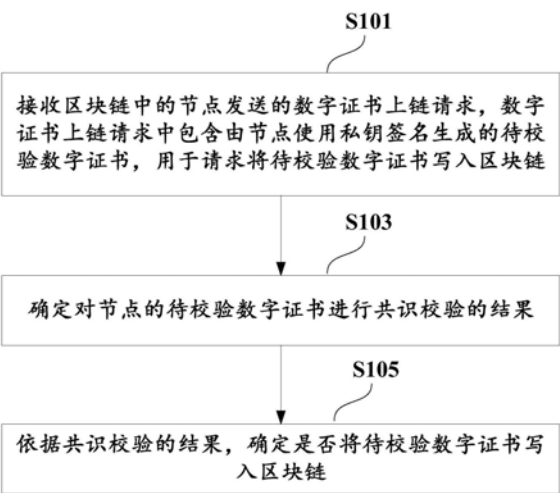 S101
接收区块链中的节点发送的数字证书上链请求，数字
证书上链请求中包含由节点使用私钥签名生成的待校
验数字证书，用于请求将待校验数字证书写入区块链
S103
确定对节点的待校验数字证书进行共识校验的结果
S105
依据共识校验的结果，确定是否将待校验数字证书写
入区块链